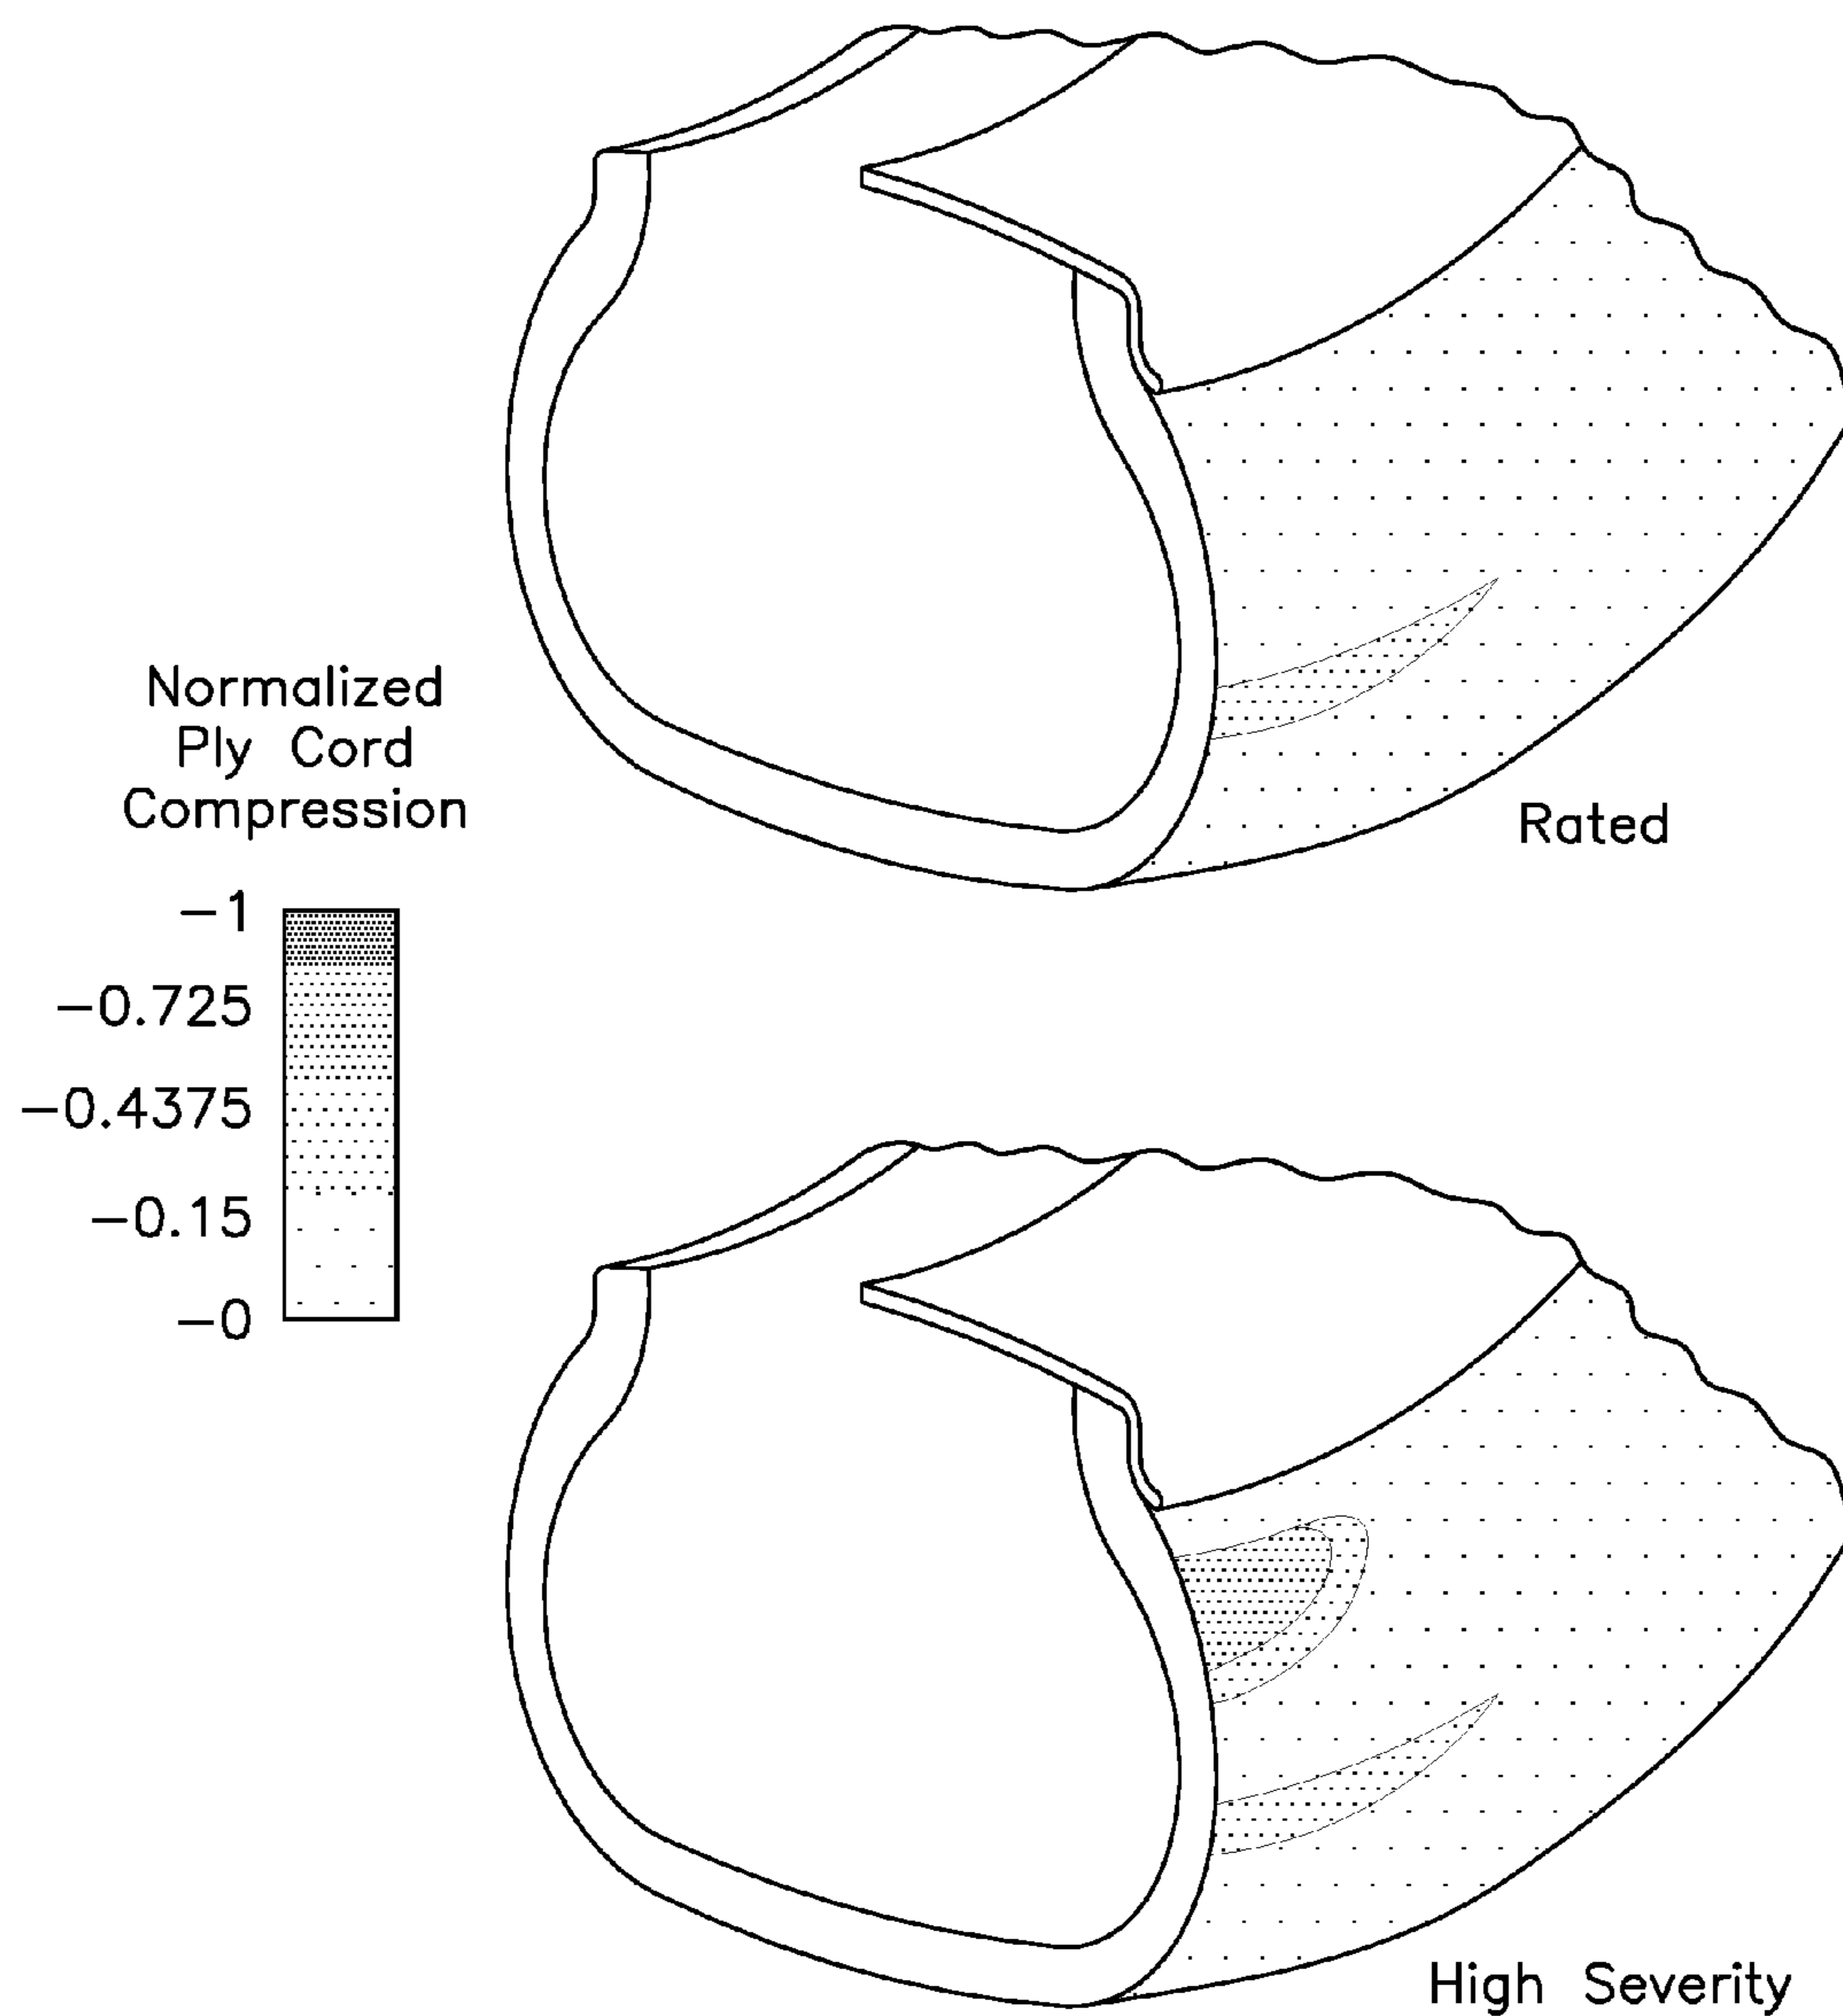 Normalized
Ply Cord
Compression
Rated
−1
−0.725
−0.4375
−0.15
−0
High Severity